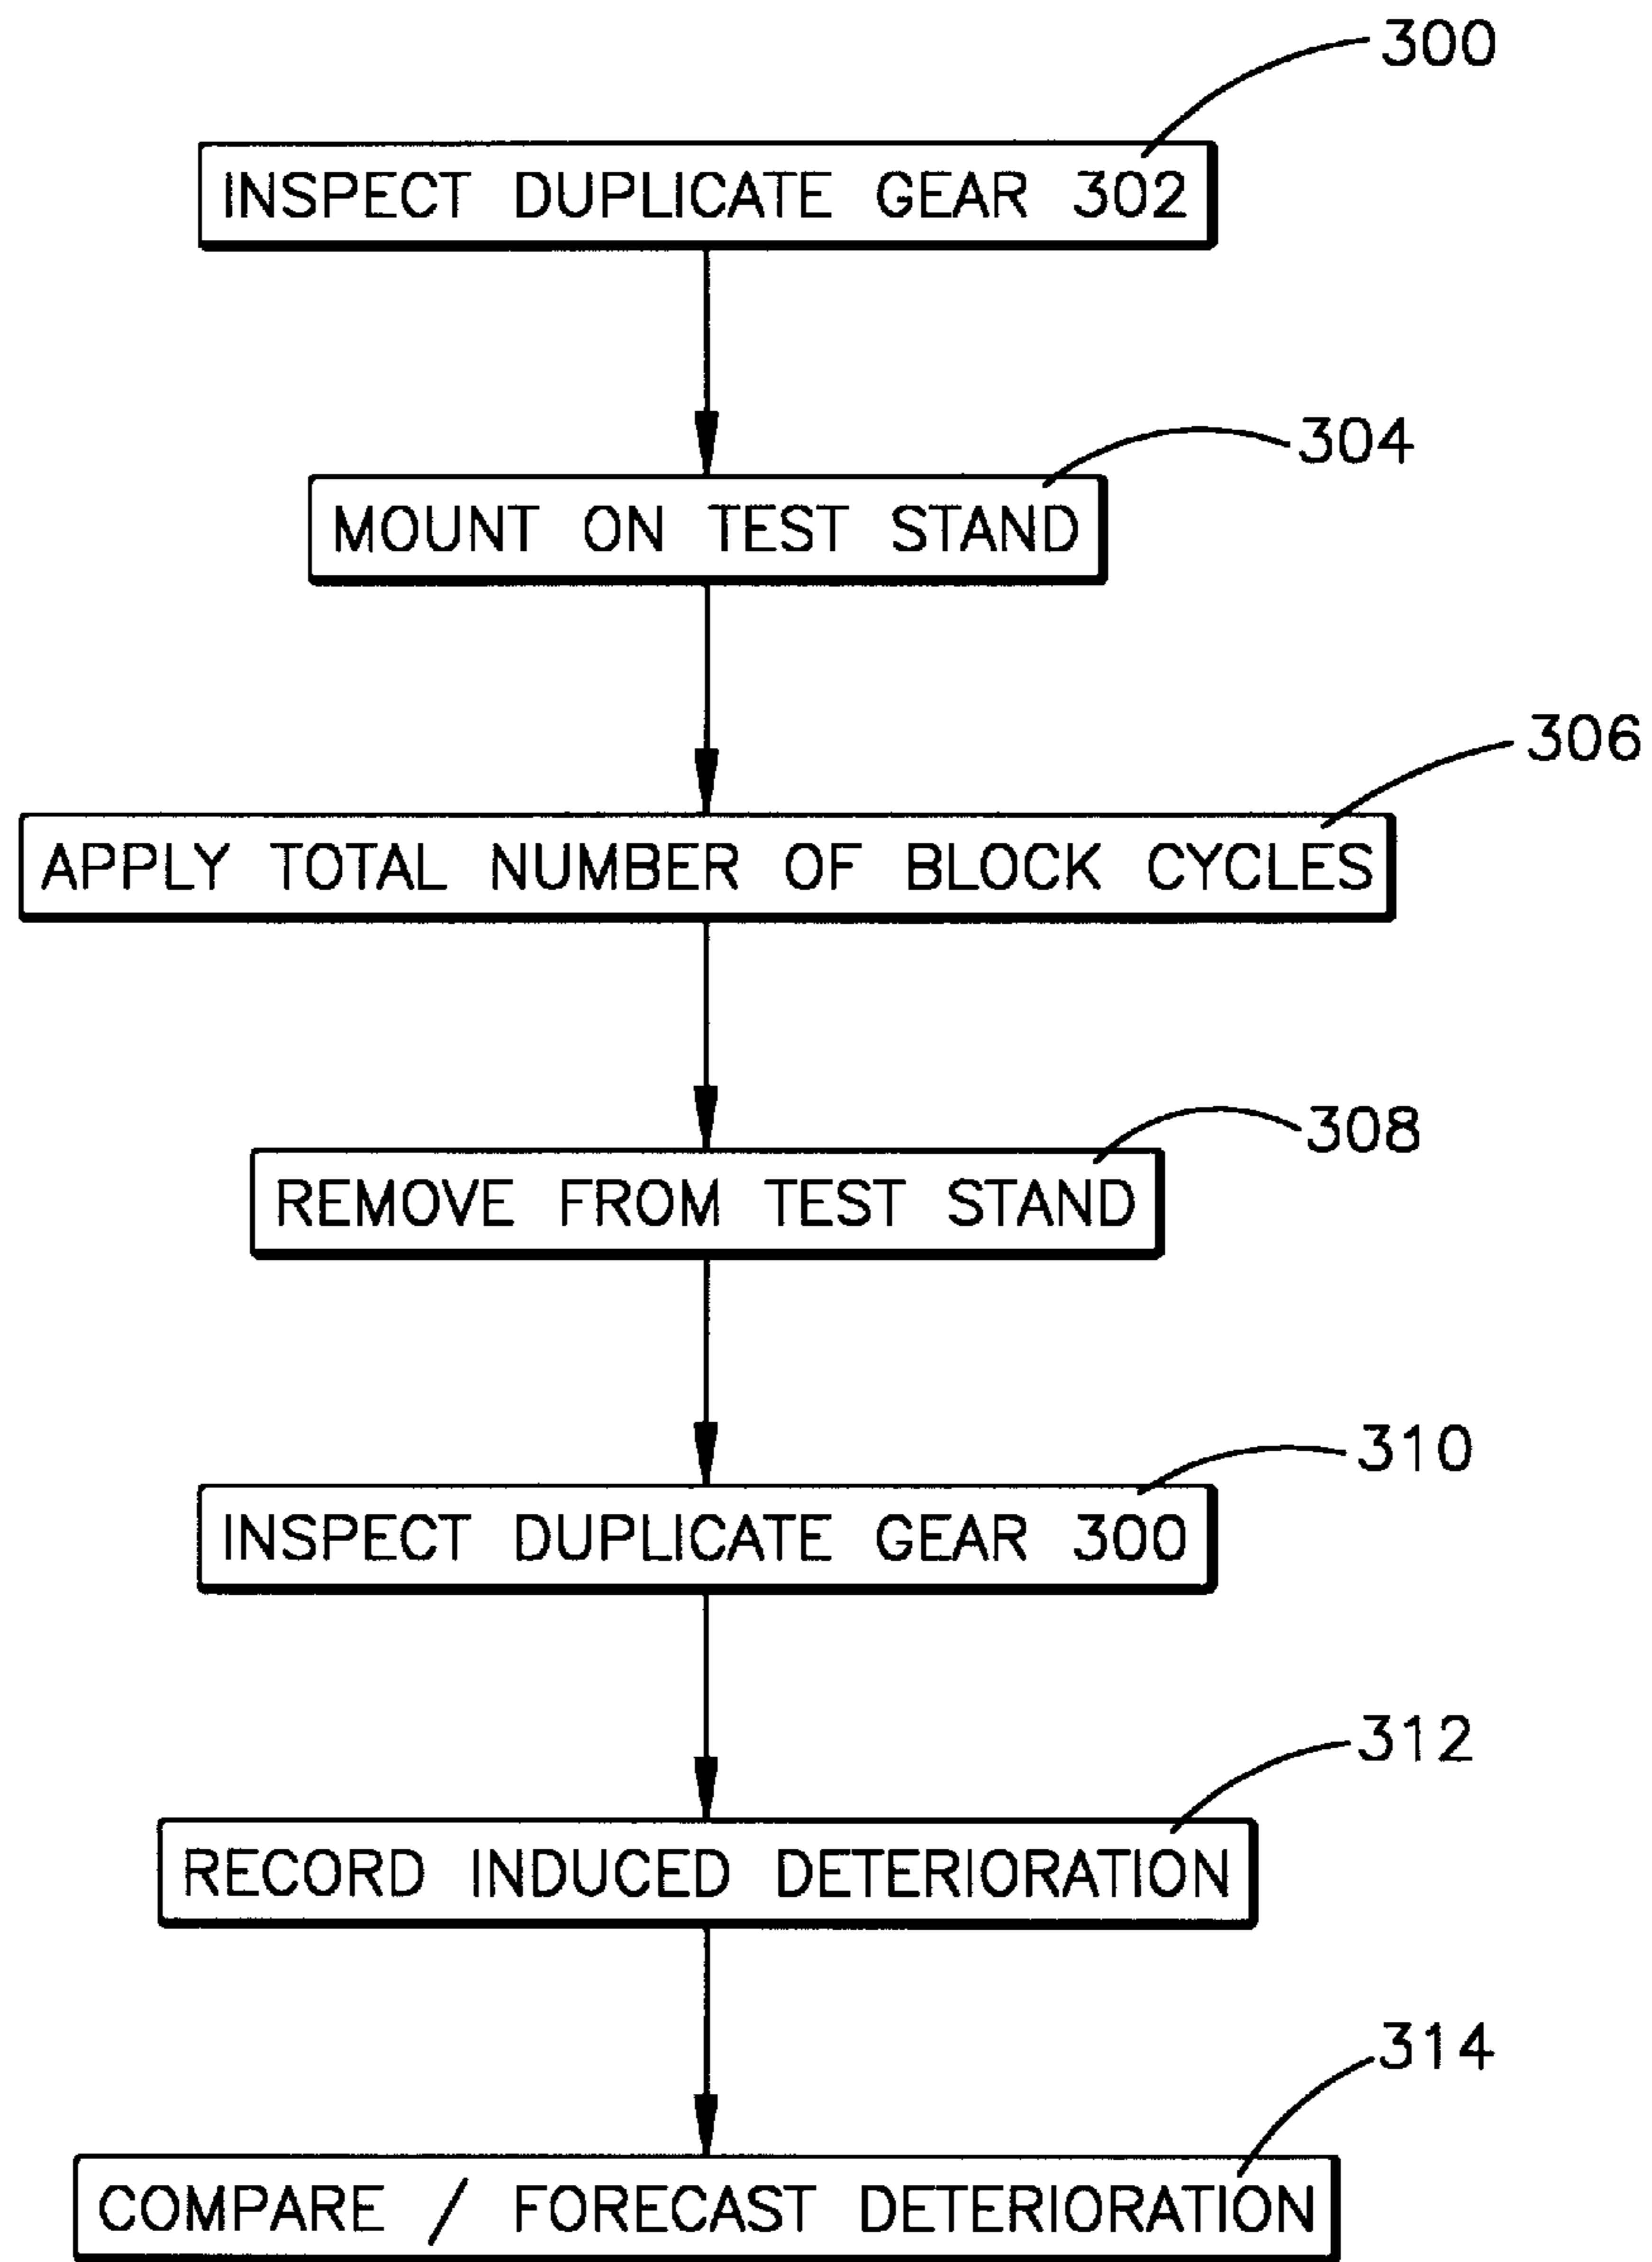 300
INSPECT DUPLICATE GEAR 302
304
MOUNT ON TEST STAND
306
APPLY TOTAL NUMBER OF BLOCK CYCLES
308
REMOVE FROM TEST STAND
310
INSPECT DUPLICATE GEAR 300
312
RECORD INDUCED DETERIORATION
314
COMPARE / FORECAST DETERIORATION